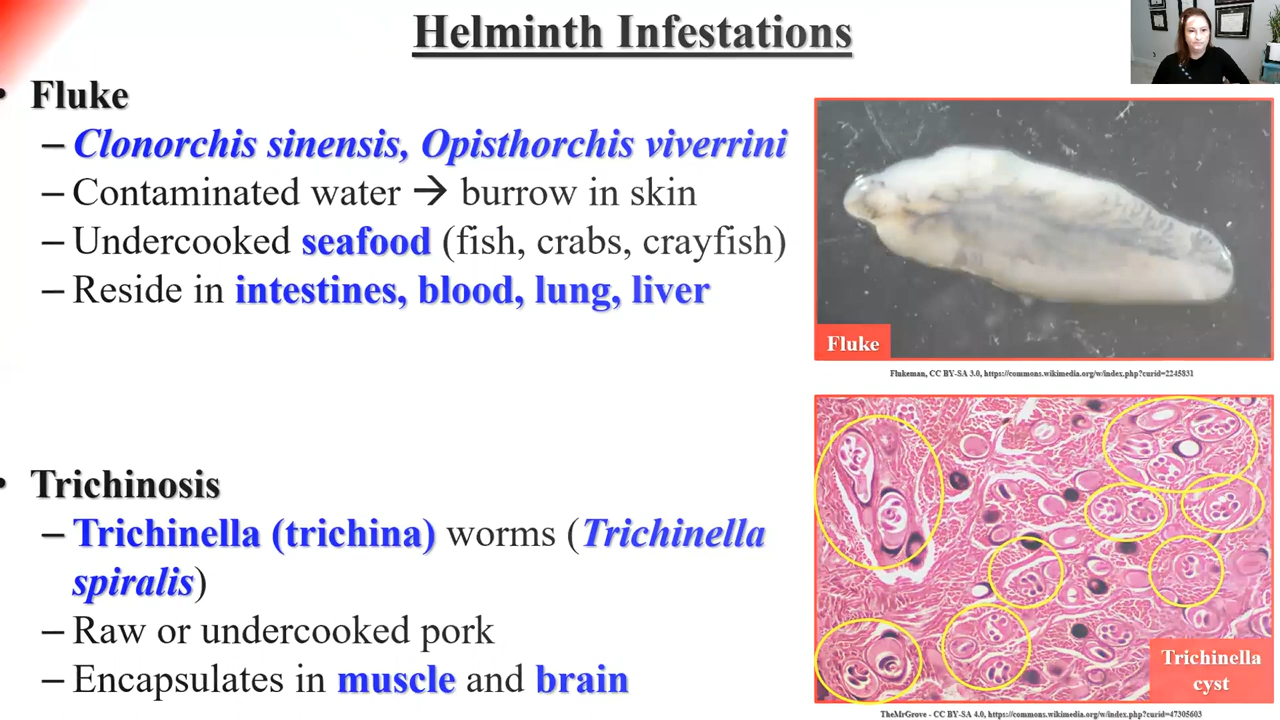 Helminth Infestations
• Fluke
– Clonorchis sinensis, Opisthorchis viverrini
– Contaminated water → burrow in skin
– Undercooked seafood (fish, crabs, crayfish)
– Reside in intestines, blood, lung, liver
Fluke
Flukeman, CC BY-SA 3.0, https://commons.wikimedia.org/w/index.php?curid=2245831
• Trichinosis
– Trichinella (trichina) worms (Trichinella
spiralis)
– Raw or undercooked pork
– Encapsulates in muscle and brain
Trichinella
cyst
TheMrGrove - CC BY-SA 4.0, https://commons.wikimedia.org/w/index.php?curid=47305603